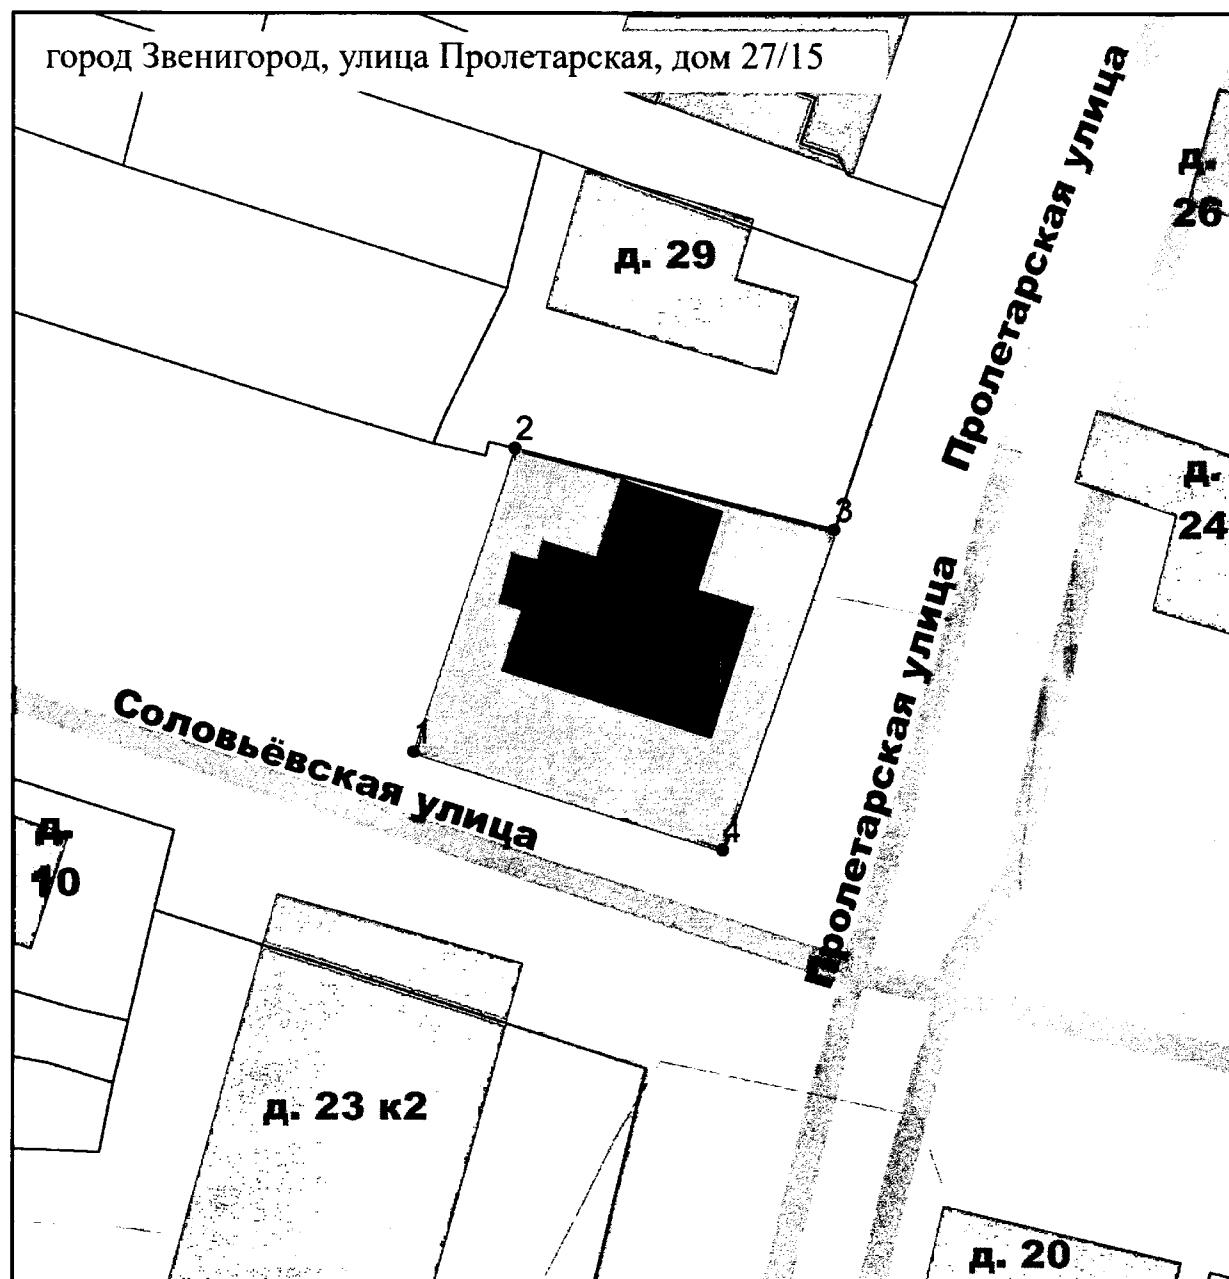 город Звенигород, улица Пролетарская, дом 27/15
Пролетарская улица
д.
26
д. 29
2
3
д.
24
Пролетарская улица
1
Соловьёвская улица
4
д.
10
д. 23 к2
д. 20